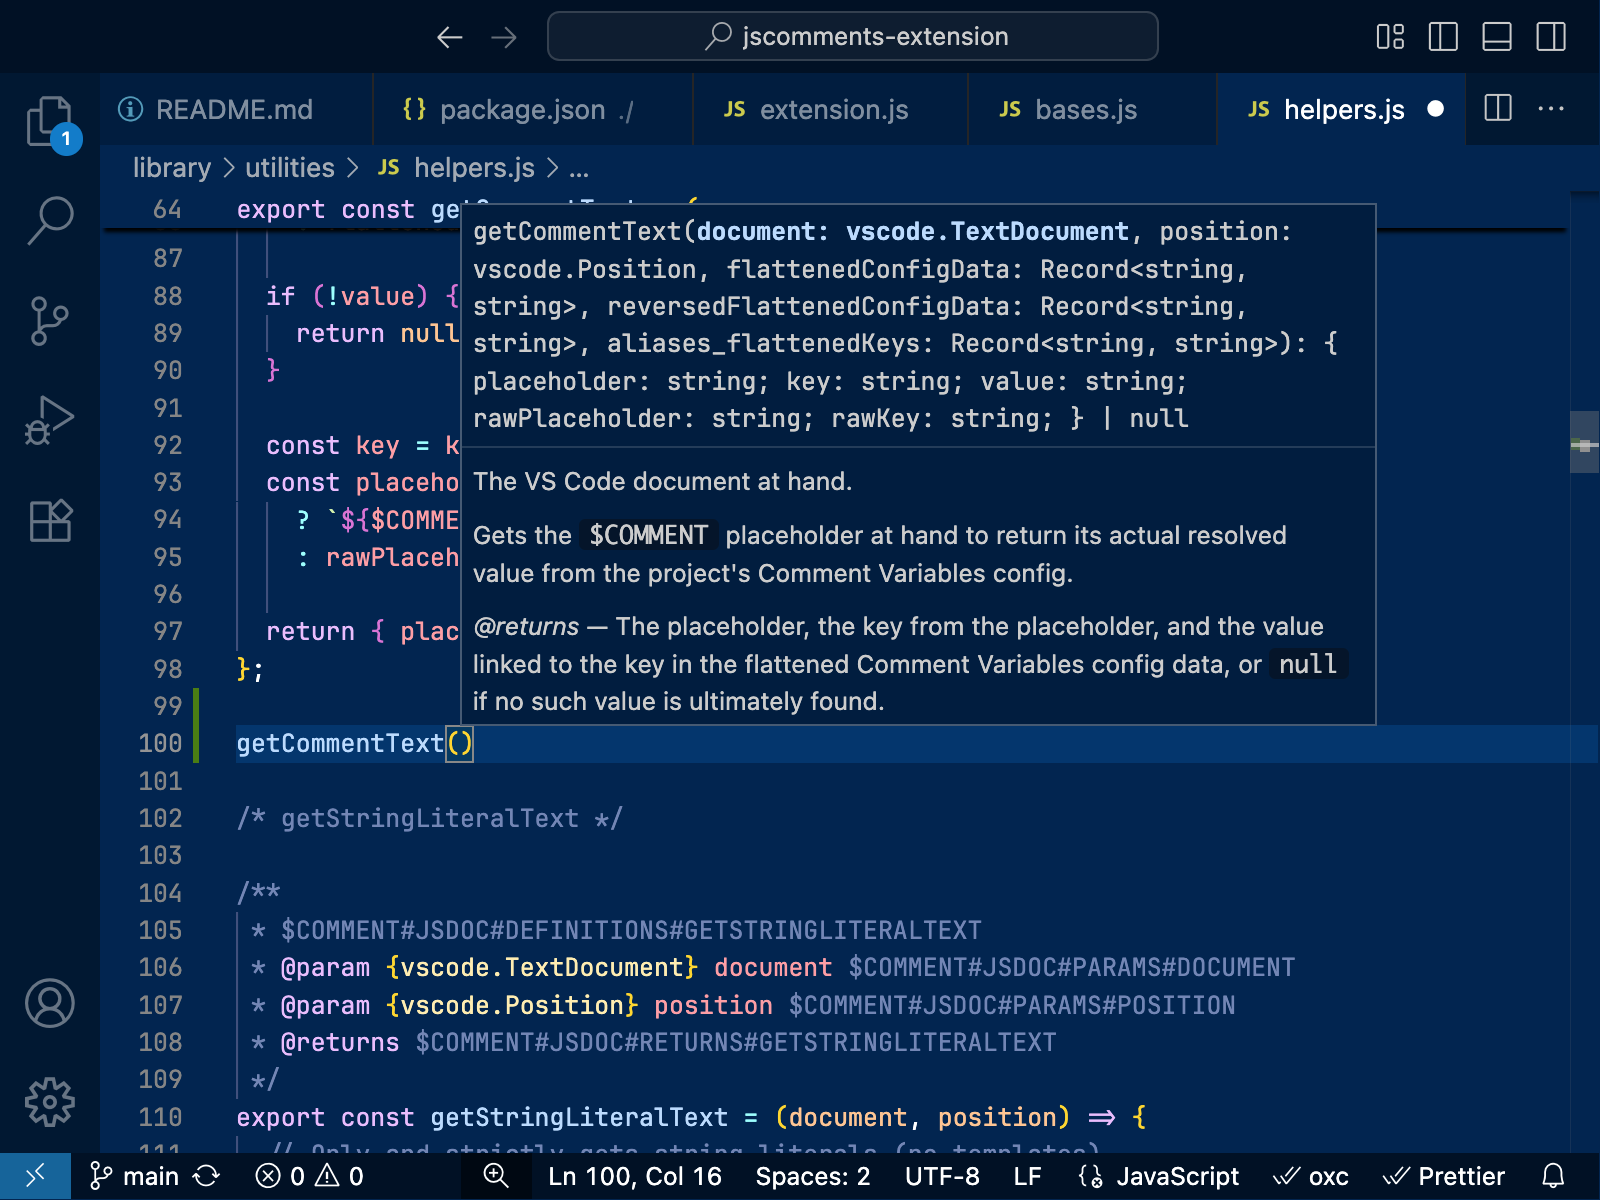 jscomments-extension
README.md
{} package.json ./
JS extension.js
JS bases.js
JS helpers.js
1
library > utilities > JS helpers.js > ...
64 export const
getCommentText(document: vscode.TextDocument, position:
vscode.Position, flattenedConfigData: Record<string,
string>, reversedFlattenedConfigData: Record<string,
string>, aliases_flattenedKeys: Record<string, string>): {
placeholder: string; key: string; value: string;
rawPlaceholder: string; rawKey: string; } | null
The VS Code document at hand.
Gets the $COMMENT placeholder at hand to return its actual resolved
value from the project's Comment Variables config.
@returns — The placeholder, the key from the placeholder, and the value
linked to the key in the flattened Comment Variables config data, or null
if no such value is ultimately found.
87
88 if (!value) {
89 return null
90 }
91
92 const key = k
93 const placeho
94 ? `${$COMME
95 : rawPlaceh
96
97 return { plac
98 };
99
100 getCommentText()
101
102 /* getStringLiteralText */
103
104 /**
105 * $COMMENT#JSDOC#DEFINITIONS#GETSTRINGLITERALTEXT
106 * @param {vscode.TextDocument} document $COMMENT#JSDOC#PARAMS#DOCUMENT
107 * @param {vscode.Position} position $COMMENT#JSDOC#PARAMS#POSITION
108 * @returns $COMMENT#JSDOC#RETURNS#GETSTRINGLITERALTEXT
109 */
110 export const getStringLiteralText = (document, position) => {
111 // Only and strictly gets string literals (no templates)
main 0 0 Ln 100, Col 16 Spaces: 2 UTF-8 LF JavaScript oxc Prettier